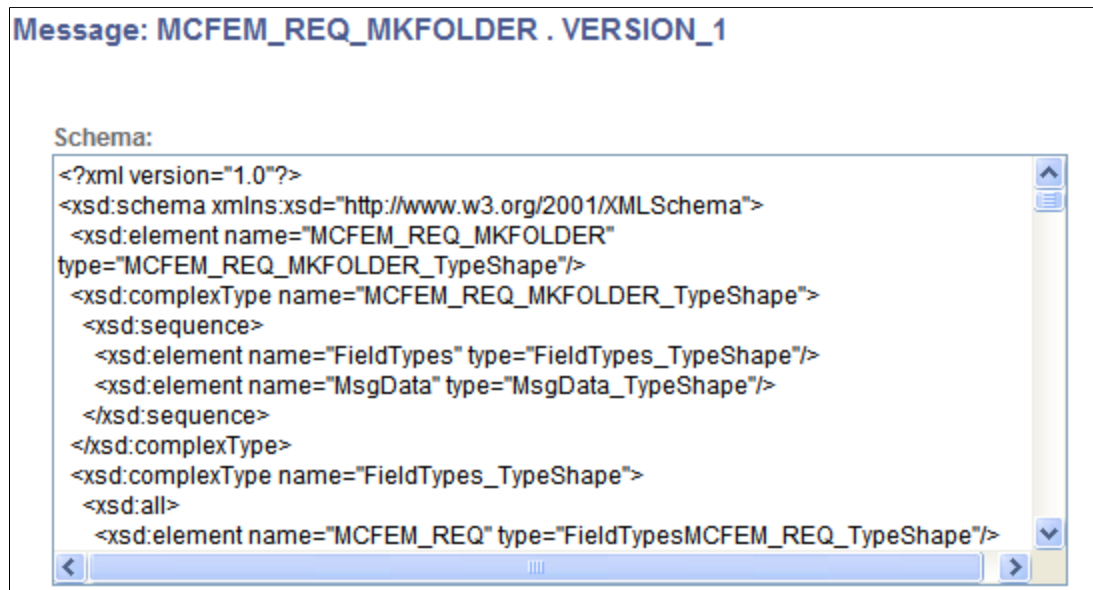 Message: MCFEM_REQ_MKFOLDER . VERSION_1
Schema:
<?xml version="1.0"?>
<xsd:schema xmlns:xsd="http://www.w3.org/2001/XMLSchema">
<xsd:element name="MCFEM_REQ_MKFOLDER"
type="MCFEM_REQ_MKFOLDER_TypeShape"/>
<xsd:complexType name="MCFEM_REQ_MKFOLDER_TypeShape">
<xsd:sequence>
<xsd:element name="FieldTypes" type="FieldTypes_TypeShape"/>
<xsd:element name="MsgData" type="MsgData_TypeShape"/>
</xsd:sequence>
</xsd:complexType>
<xsd:complexType name="FieldTypes_TypeShape">
<xsd:all>
<xsd:element name="MCFEM_REQ" type="FieldTypesMCFEM_REQ_TypeShape"/>